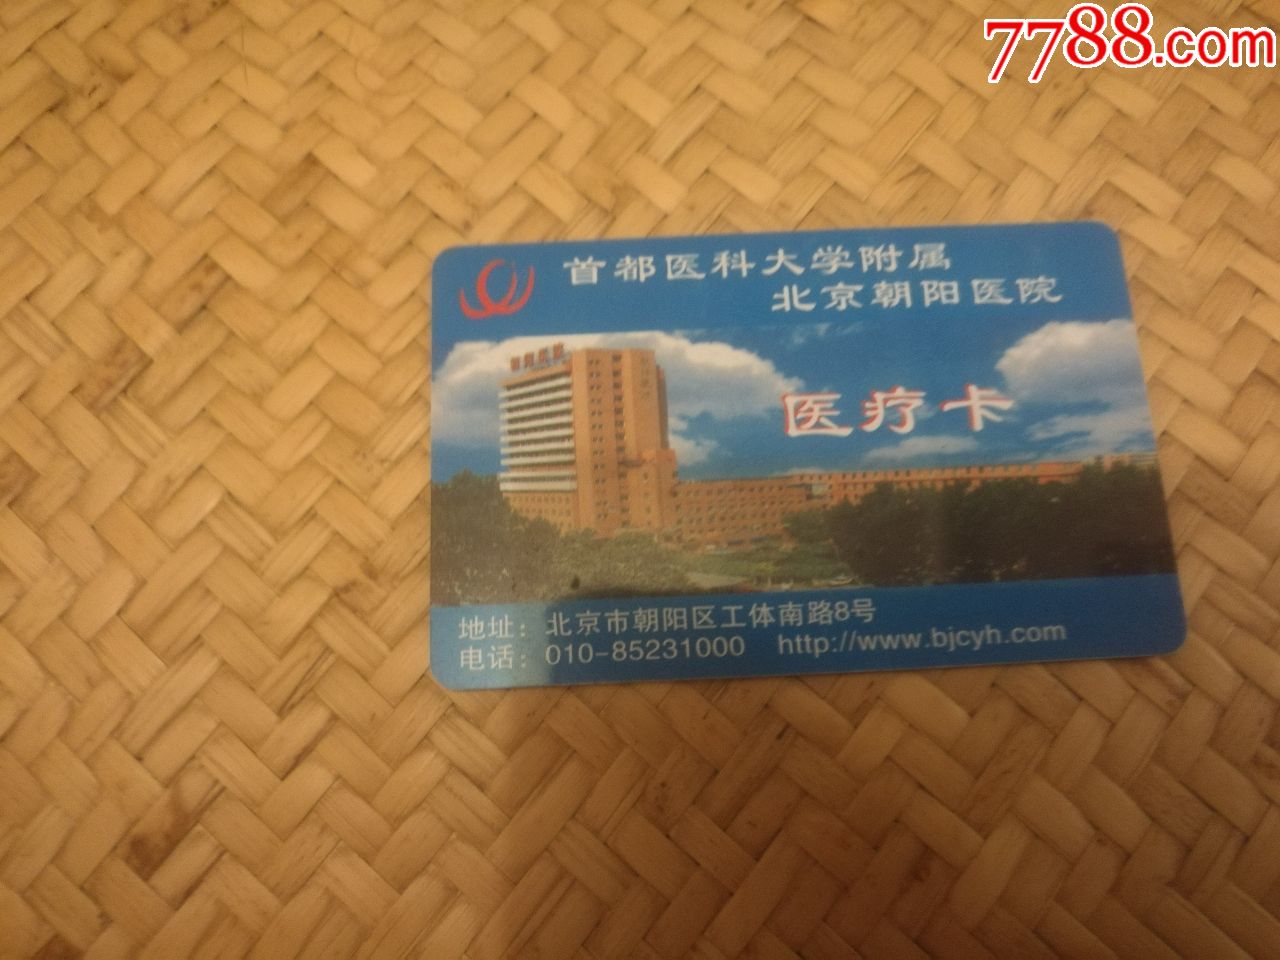 7788.com
首都医科大学附属
北京朝阳医院
医疗卡
地址：北京市朝阳区工体南路8号
电话：010-85231000 http://www.bjcyh.com